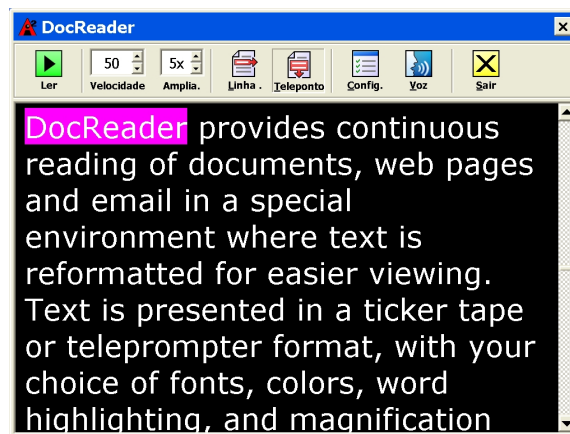 DocReader
50
5x
Ler
Velocidade
Amplia.
Linha .
Teleponto
Config.
Voz
Sair
DocReader provides continuous
reading of documents, web pages
and email in a special
environment where text is
reformatted for easier viewing.
Text is presented in a ticker tape
or teleprompter format, with your
choice of fonts, colors, word
highlighting, and magnification